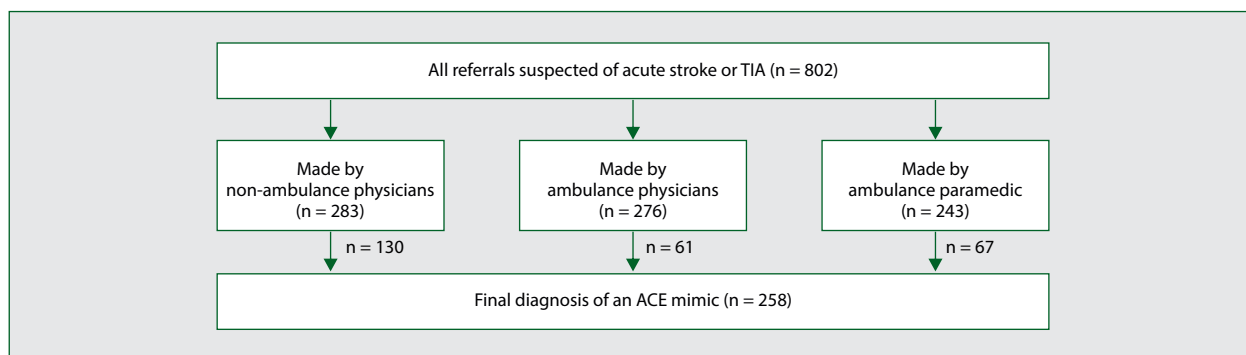 All referrals suspected of acute stroke or TIA (n = 802)
Made by
non-ambulance physicians
(n = 283)
Made by
ambulance physicians
(n = 276)
Made by
ambulance paramedic
(n = 243)
n = 130
n = 61
n = 67
Final diagnosis of an ACE mimic (n = 258)